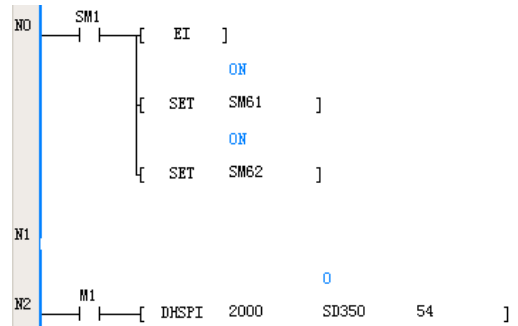 SM1
N0 [ EI ]
ON
[ SET SM61 ]
ON
[ SET SM62 ]
N1
0
M1
N2 [ DHSPI 2000 SD350 54 ]